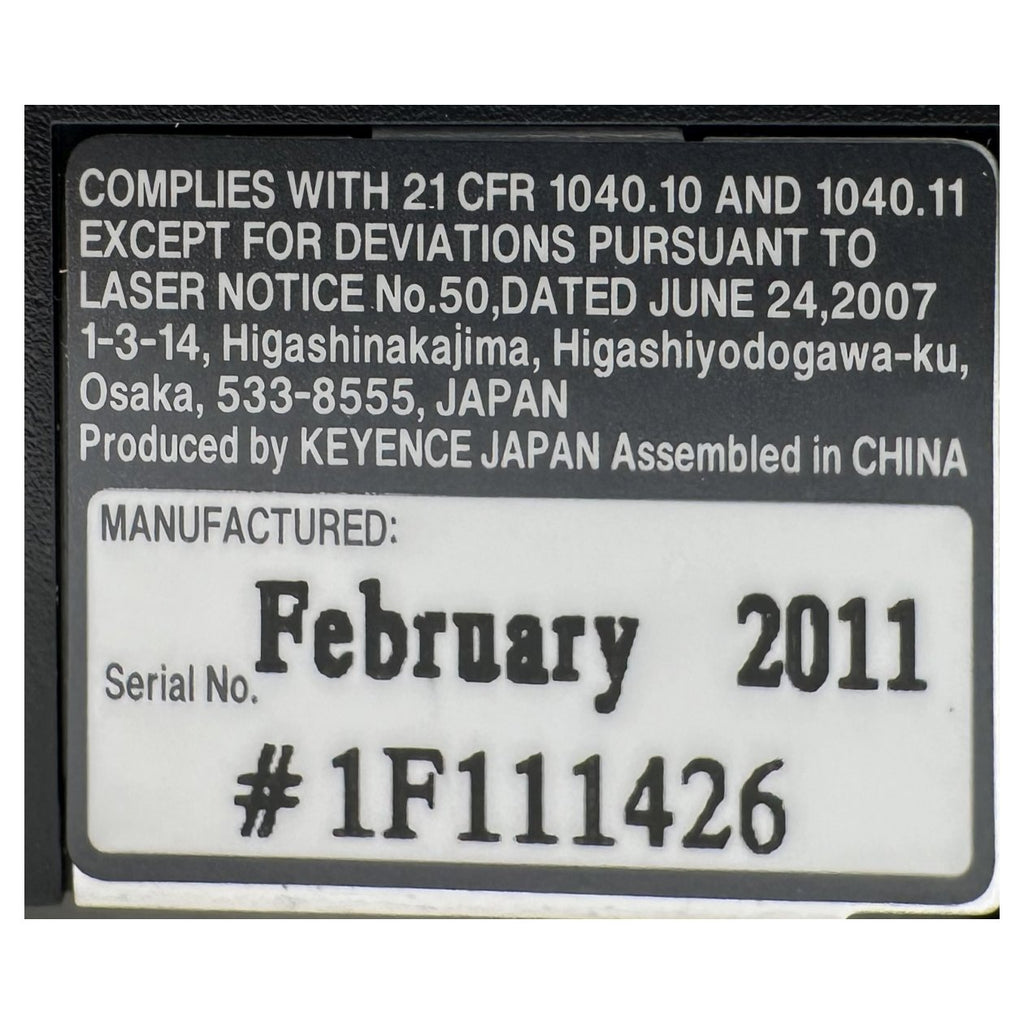 COMPLIES WITH 21 CFR 1040.10 AND 1040.11
EXCEPT FOR DEVIATIONS PURSUANT TO
LASER NOTICE No.50,DATED JUNE 24,2007
1-3-14, Higashinakajima, Higashiyodogawa-ku,
Osaka, 533-8555, JAPAN
Produced by KEYENCE JAPAN Assembled in CHINA
MANUFACTURED:
February 2011
Serial No.
#1F111426